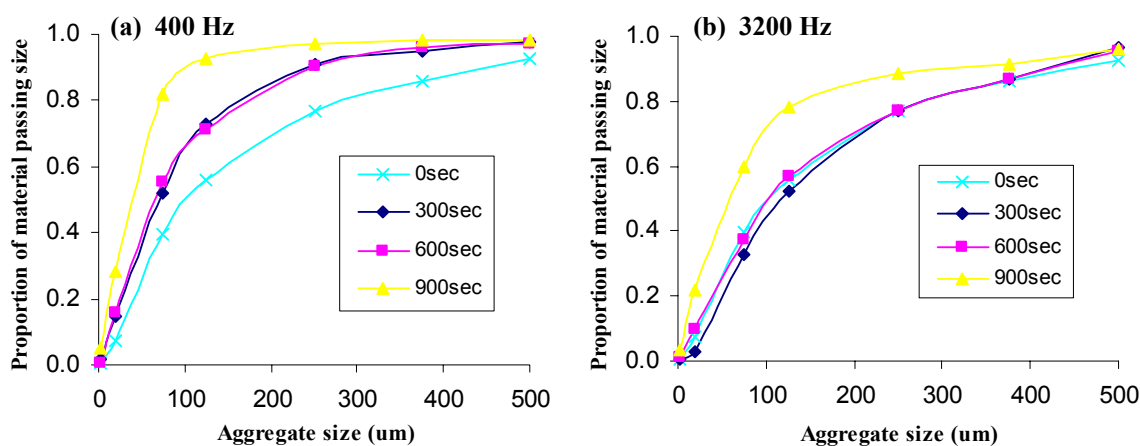 (a) 400 Hz
Proportion of material passing size
1.0
0.8
0.6
0.4
0.2
0.0
0sec
300sec
600sec
900sec
0 100 200 300 400 500
Aggregate size (um)
(b) 3200 Hz
Proportion of material passing size
1.0
0.8
0.6
0.4
0.2
0.0
0sec
300sec
600sec
900sec
0 100 200 300 400 500
Aggregate size (um)